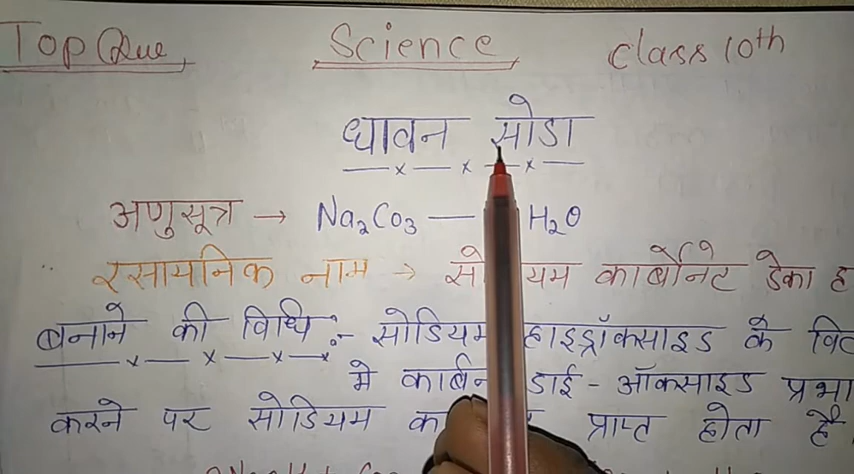 Top Que Science Class 10th
धावन सोडा
अणुसूत्र → Na₂Co₃ — H₂O
रसायनिक नाम → कार्बोनेट डेका
बनाने की विधि :- सोडियम हाइड्रॉक्साइड के
मे कार्बन डाई - ऑक्साइड
करने पर सोडियम प्राप्त होता है